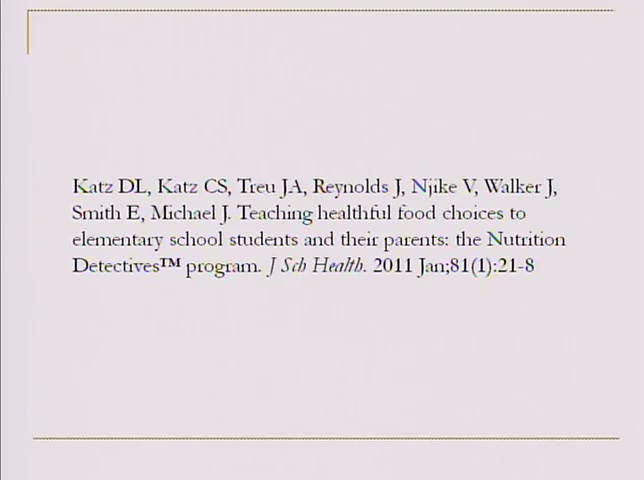 Katz DL, Katz CS, Treu JA, Reynolds J, Njike V, Walker J,
Smith E, Michael J. Teaching healthful food choices to
elementary school students and their parents: the Nutrition
Detectives™ program. J Sch Health. 2011 Jan;81(1):21-8